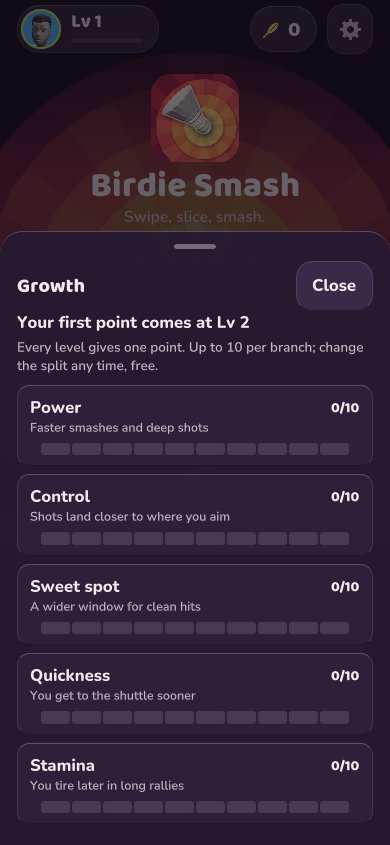 Lv 1
0
Birdie Smash
Swipe, slice, smash.
Growth
Close
Your first point comes at Lv 2
Every level gives one point. Up to 10 per branch; change
the split any time, free.
Power
0/10
Faster smashes and deep shots
Control
0/10
Shots land closer to where you aim
Sweet spot
0/10
A wider window for clean hits
Quickness
0/10
You get to the shuttle sooner
Stamina
0/10
You tire later in long rallies